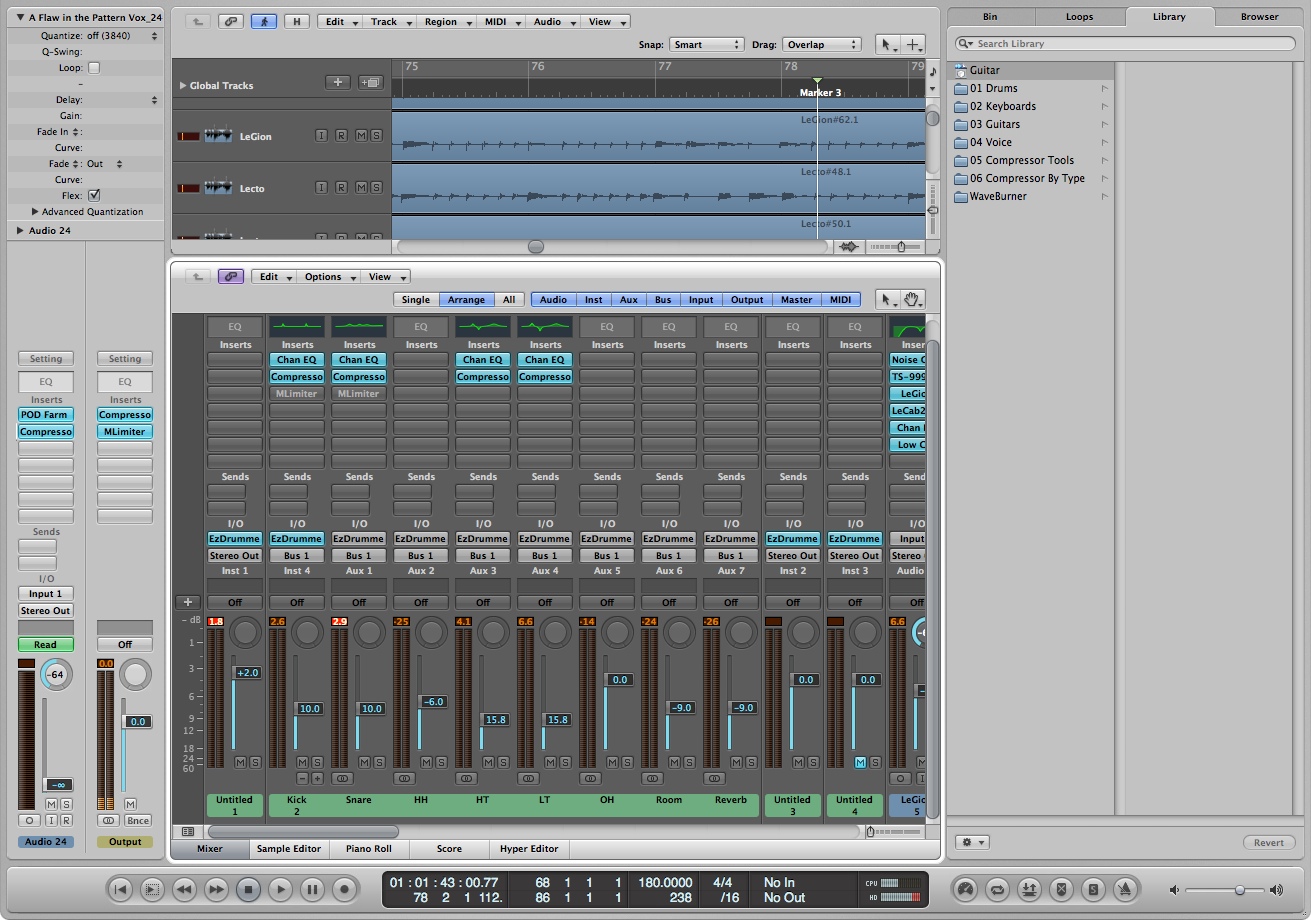 A Flaw in the Pattern Vox_24
Quantize: off (3840)
Q-Swing:
Loop:
-
Delay:
Gain:
Fade In :
Curve:
Fade : Out
Curve:
Flex:
Advanced Quantization
Audio 24
Setting Setting
EQ EQ
Inserts Inserts
POD Farm Compresso
Compresso MLimiter
Sends
I/O
Input 1
Stereo Out
Read Off
-64 0.0
0.0
-∞
M S M
O I R Bnce
Audio 24 Output
H Edit Track Region MIDI Audio View
Snap: Smart Drag: Overlap
Global Tracks
75 76 77 78 79
Marker 3
LeGion I R M S LeGion#62.1
Lecto I R M S Lecto#48.1
Lecto#50.1
Edit Options View
Single Arrange All Audio Inst Aux Bus Input Output Master MIDI
EQ EQ EQ EQ EQ EQ EQ
Inserts Inserts Inserts Inserts Inserts Inserts Inserts Inserts Inserts Inserts Inserts Inser
Chan EQ Chan EQ Chan EQ Chan EQ Noise
Compresso Compresso Compresso Compresso TS-999
MLimiter MLimiter LeGio
LeCab2
Chan
Low C
Sends Sends Sends Sends Sends Sends Sends Sends Sends Sends Sends Send
I/O I/O I/O I/O I/O I/O I/O I/O I/O I/O I/O I/O
EzDrumme EzDrumme EzDrumme EzDrumme EzDrumme EzDrumme EzDrumme EzDrumme EzDrumme EzDrumme EzDrumme Input
Stereo Out Bus 1 Bus 1 Bus 1 Bus 1 Bus 1 Bus 1 Bus 1 Bus 1 Stereo Out Stereo Out Stereo
Inst 1 Inst 4 Aux 1 Aux 2 Aux 3 Aux 4 Aux 5 Aux 6 Aux 7 Inst 2 Inst 3 Audio
Off Off Off Off Off Off Off Off Off Off Off Off
dB 1.8 2.6 2.9 -25 4.1 6.6 -14 -24 -26 6.6
1
3
6
9
12
18
24
60
+2.0 10.0 10.0 -6.0 15.8 15.8 0.0 -9.0 -9.0 0.0 0.0
M S M S M S M S M S M S M S M S M S M S M S M
- + O I
Untitled 1 Kick 2 Snare HH HT LT OH Room Reverb Untitled 3 Untitled 4 LeGio 5
Mixer Sample Editor Piano Roll Score Hyper Editor
Bin Loops Library Browser
Search Library
Guitar
01 Drums
02 Keyboards
03 Guitars
04 Voice
05 Compressor Tools
06 Compressor By Type
WaveBurner
Revert
01 : 01 : 43 : 00.77 68 1 1 1 180.0000 4/4 No In CPU
78 2 1 112. 86 1 1 1 238 /16 No Out HD
S